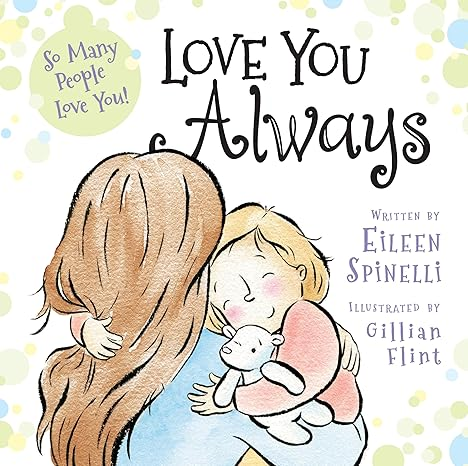 So Many
People
Love You!
Love You
Always
Written by
Eileen
Spinelli
Illustrated by
Gillian
Flint